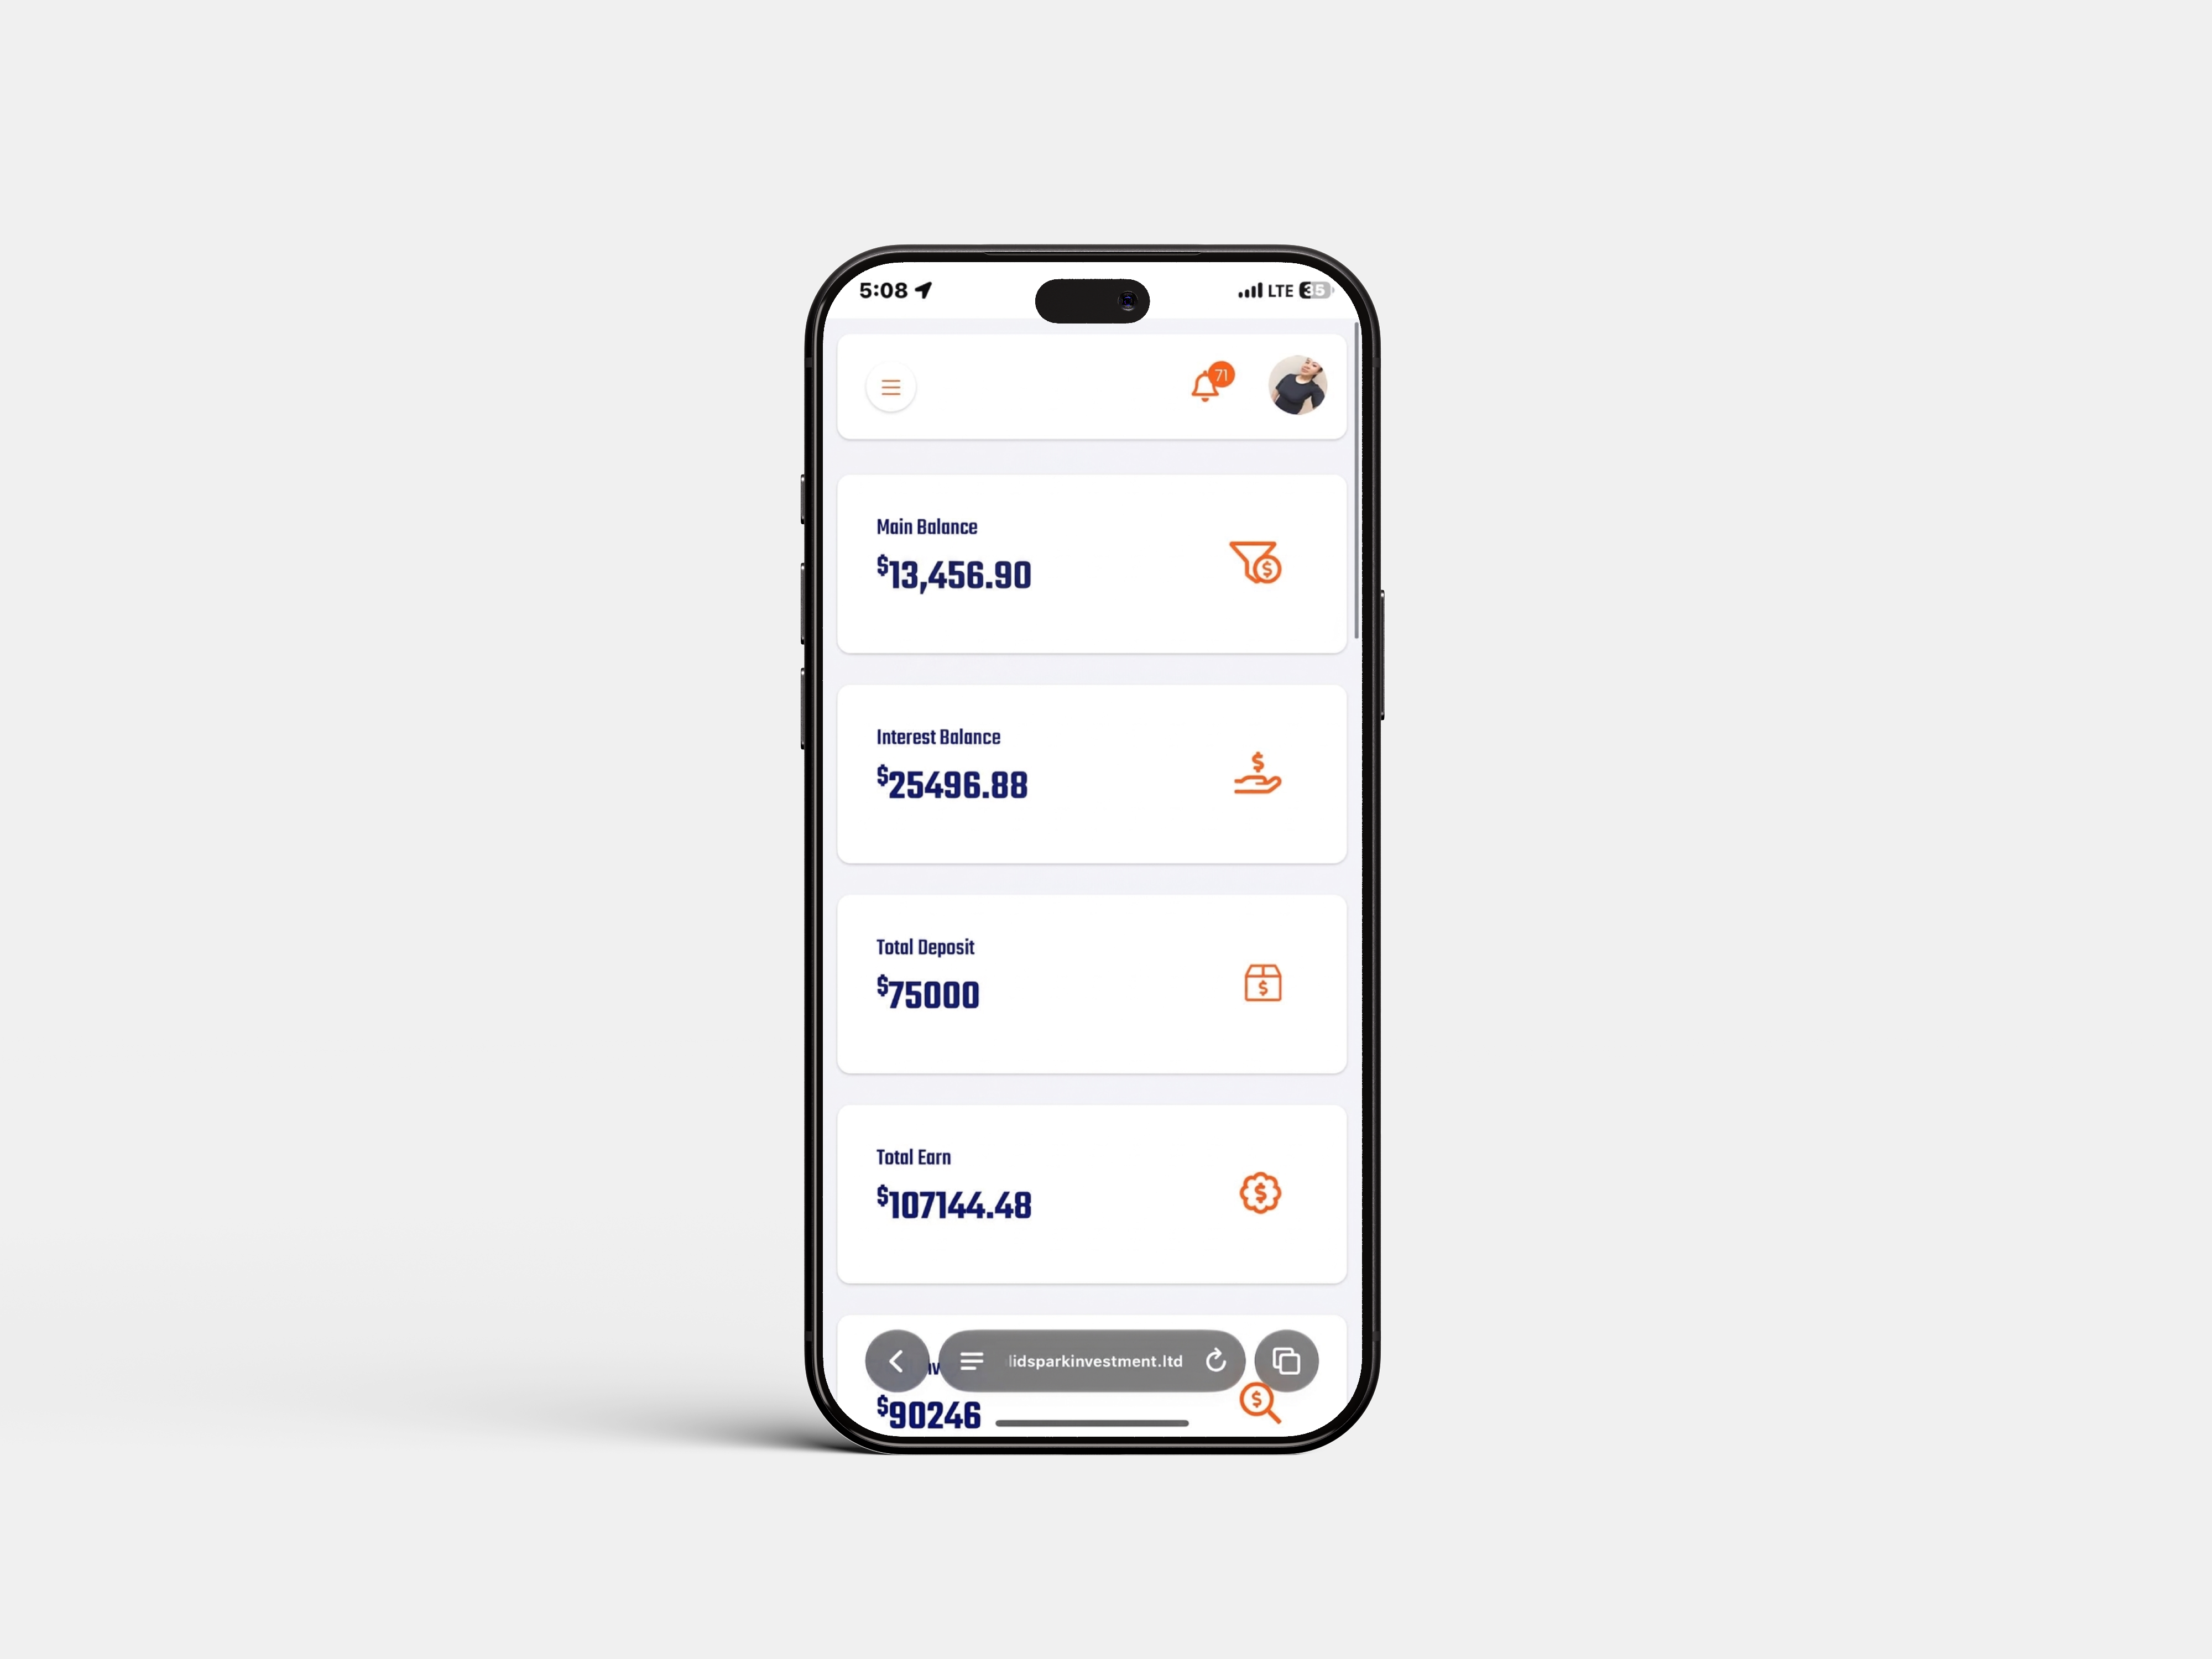 5:08 LTE 35
71
Main Balance
$13,456.90
Interest Balance
$25496.88
Total Deposit
$75000
Total Earn
$107144.48
lidsparkinvestment.ltd
$90246